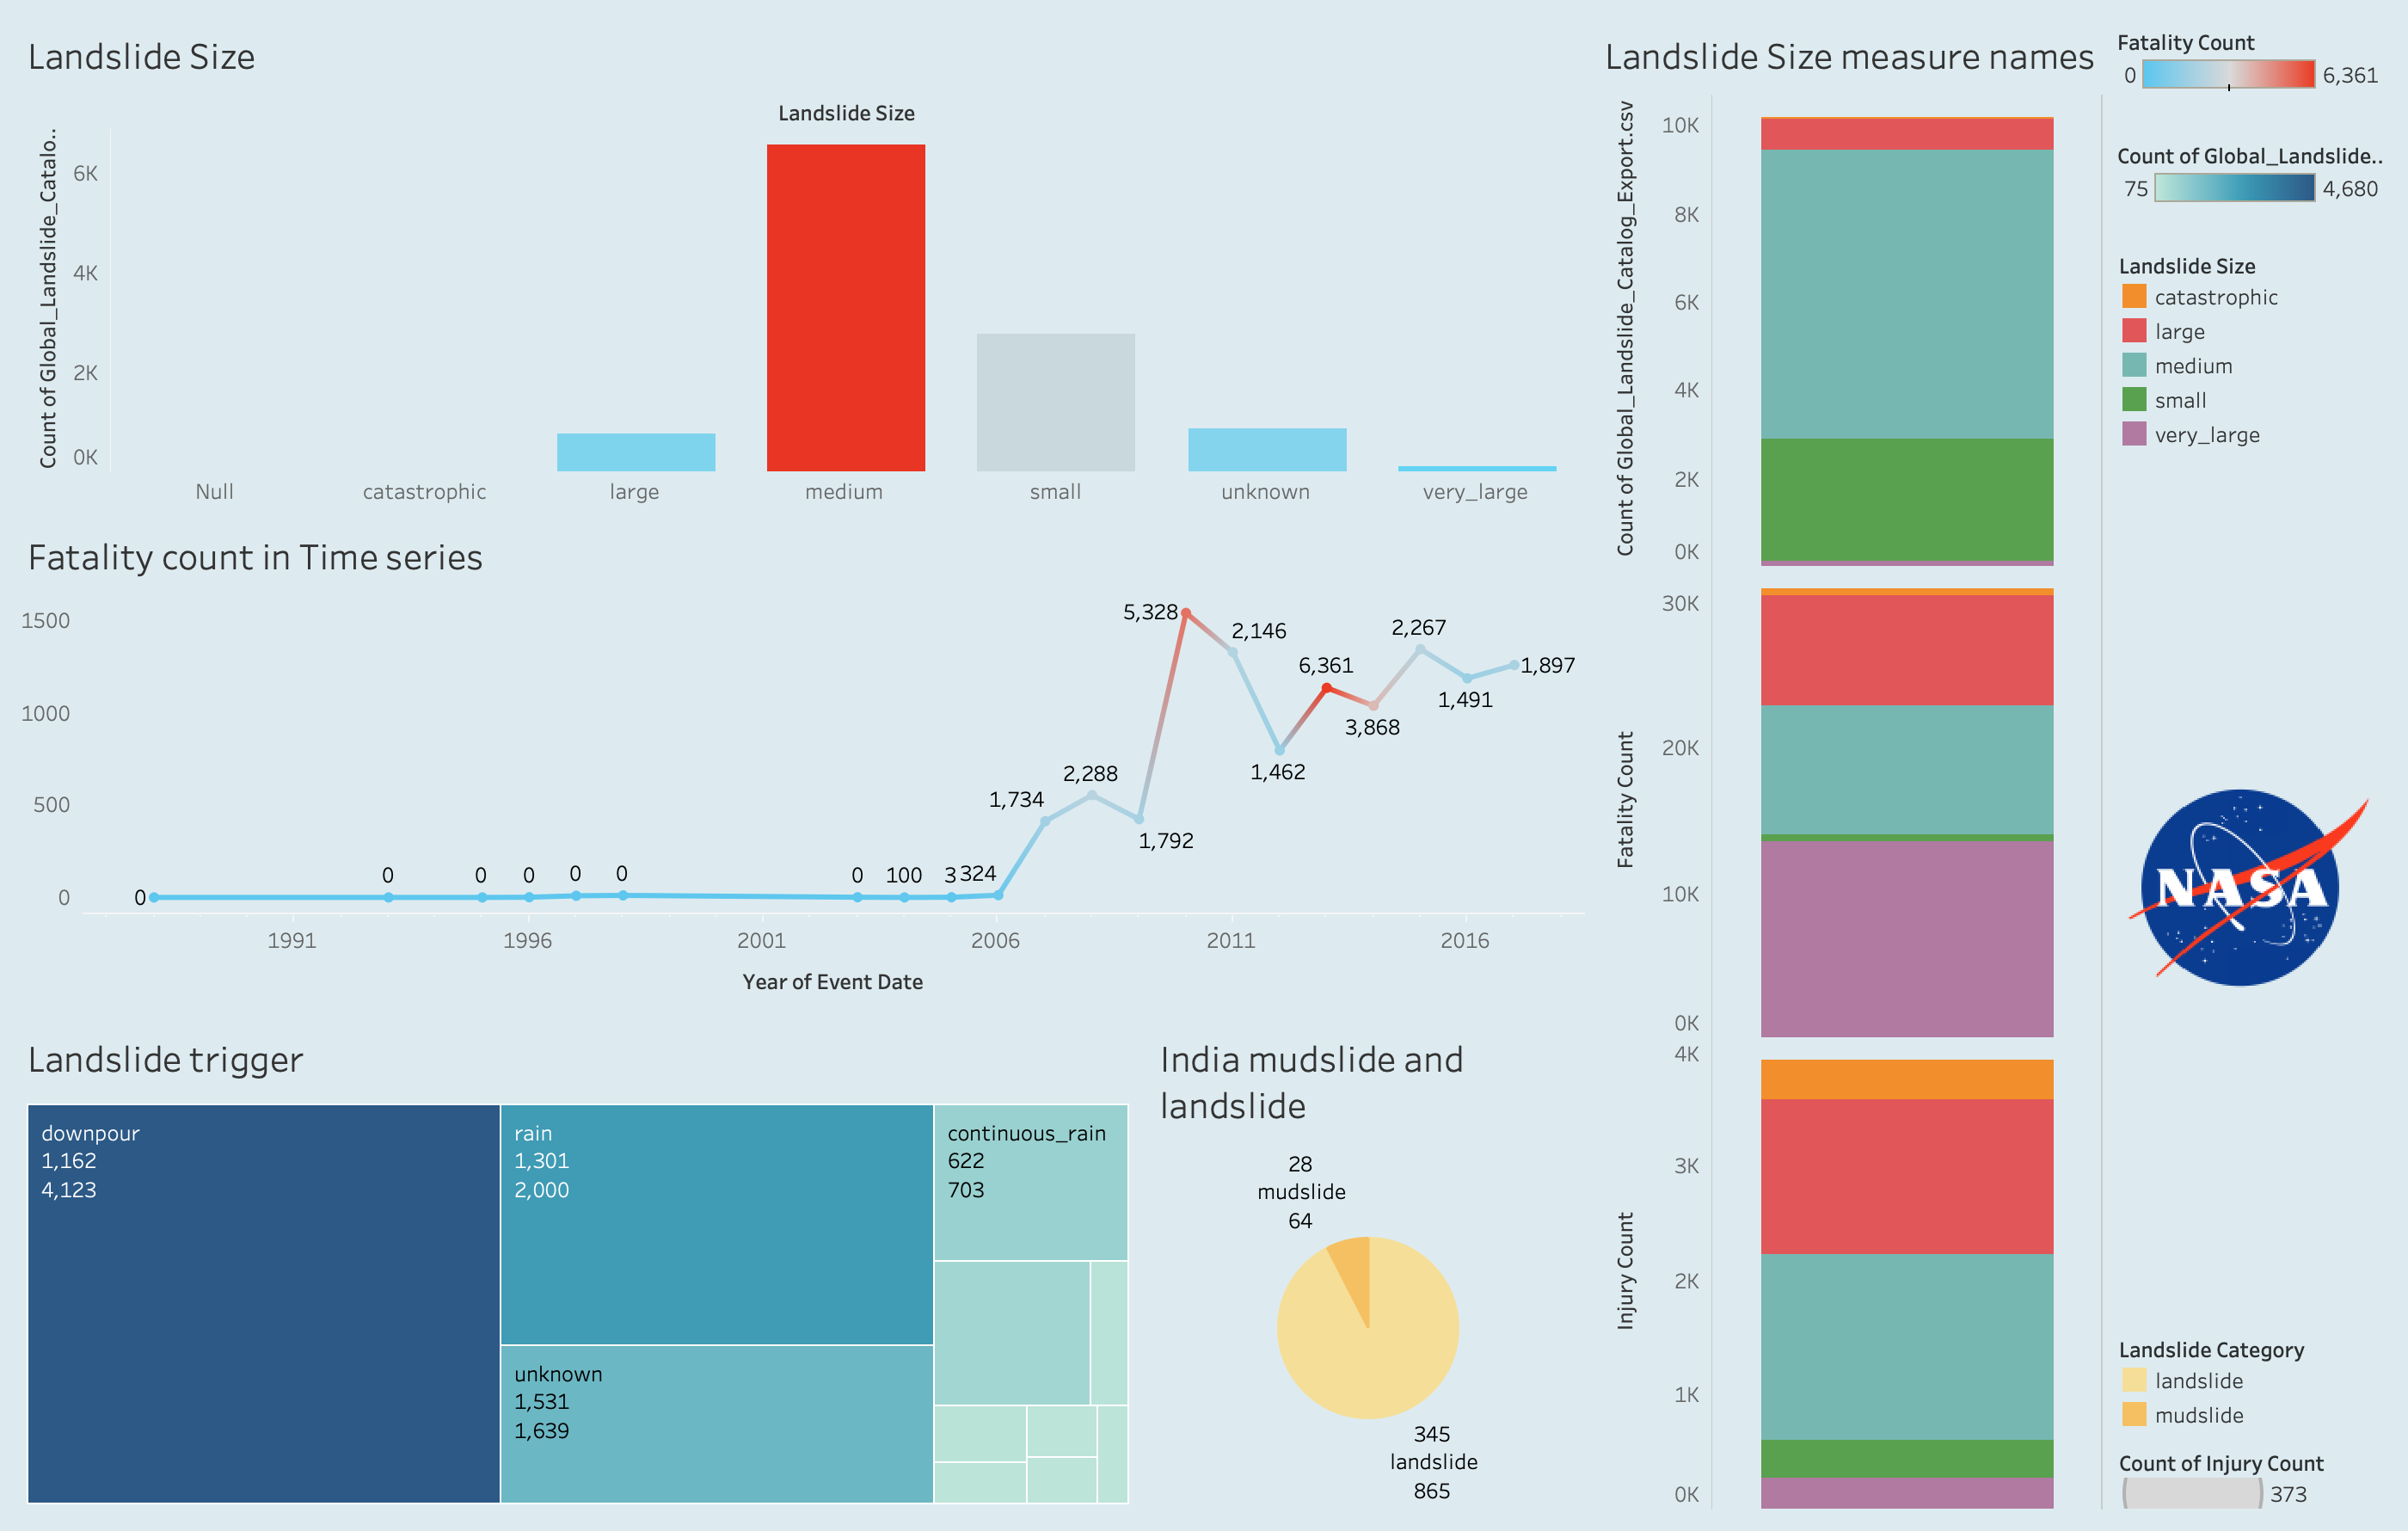 Landslide Size
Landslide Size
Count of Global_Landslide_Catalo..
6K
4K
2K
0K
Null
catastrophic
large
medium
small
unknown
very_large
Fatality count in Time series
1500
1000
500
0
0
0
0
0
0
0
0
100
3
324
1,734
2,288
1,792
5,328
2,146
1,462
6,361
3,868
2,267
1,491
1,897
1991
1996
2001
2006
2011
2016
Year of Event Date
Landslide trigger
downpour
1,162
4,123
rain
1,301
2,000
unknown
1,531
1,639
continuous_rain
622
703
India mudslide and
landslide
28
mudslide
64
345
landslide
865
Landslide Size measure names
Count of Global_Landslide_Catalog_Export.csv
10K
8K
6K
4K
2K
0K
Fatality Count
30K
20K
10K
0K
Injury Count
4K
3K
2K
1K
0K
Fatality Count
0
6,361
Count of Global_Landslide..
75
4,680
Landslide Size
catastrophic
large
medium
small
very_large
NASA
Landslide Category
landslide
mudslide
Count of Injury Count
373